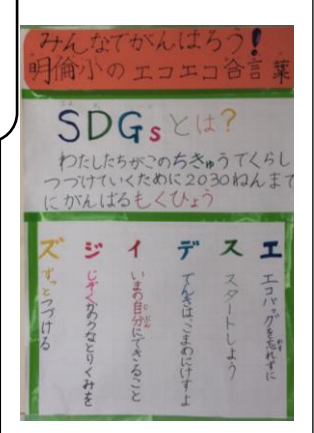 みんなでがんばろう!
明倫小のエコエコ合言葉
SDGsとは?
わたしたちがこのちきゅうでくらし
つづけていくために2030ねんまで
にがんばるもくひょう
エ エコバッグを忘れずに
ス スタートしよう
デ でんきはこまめにけすよ
イ いまの自分にできること
ジ じぞくかのうなとりくみを
ズ ずっとつづける